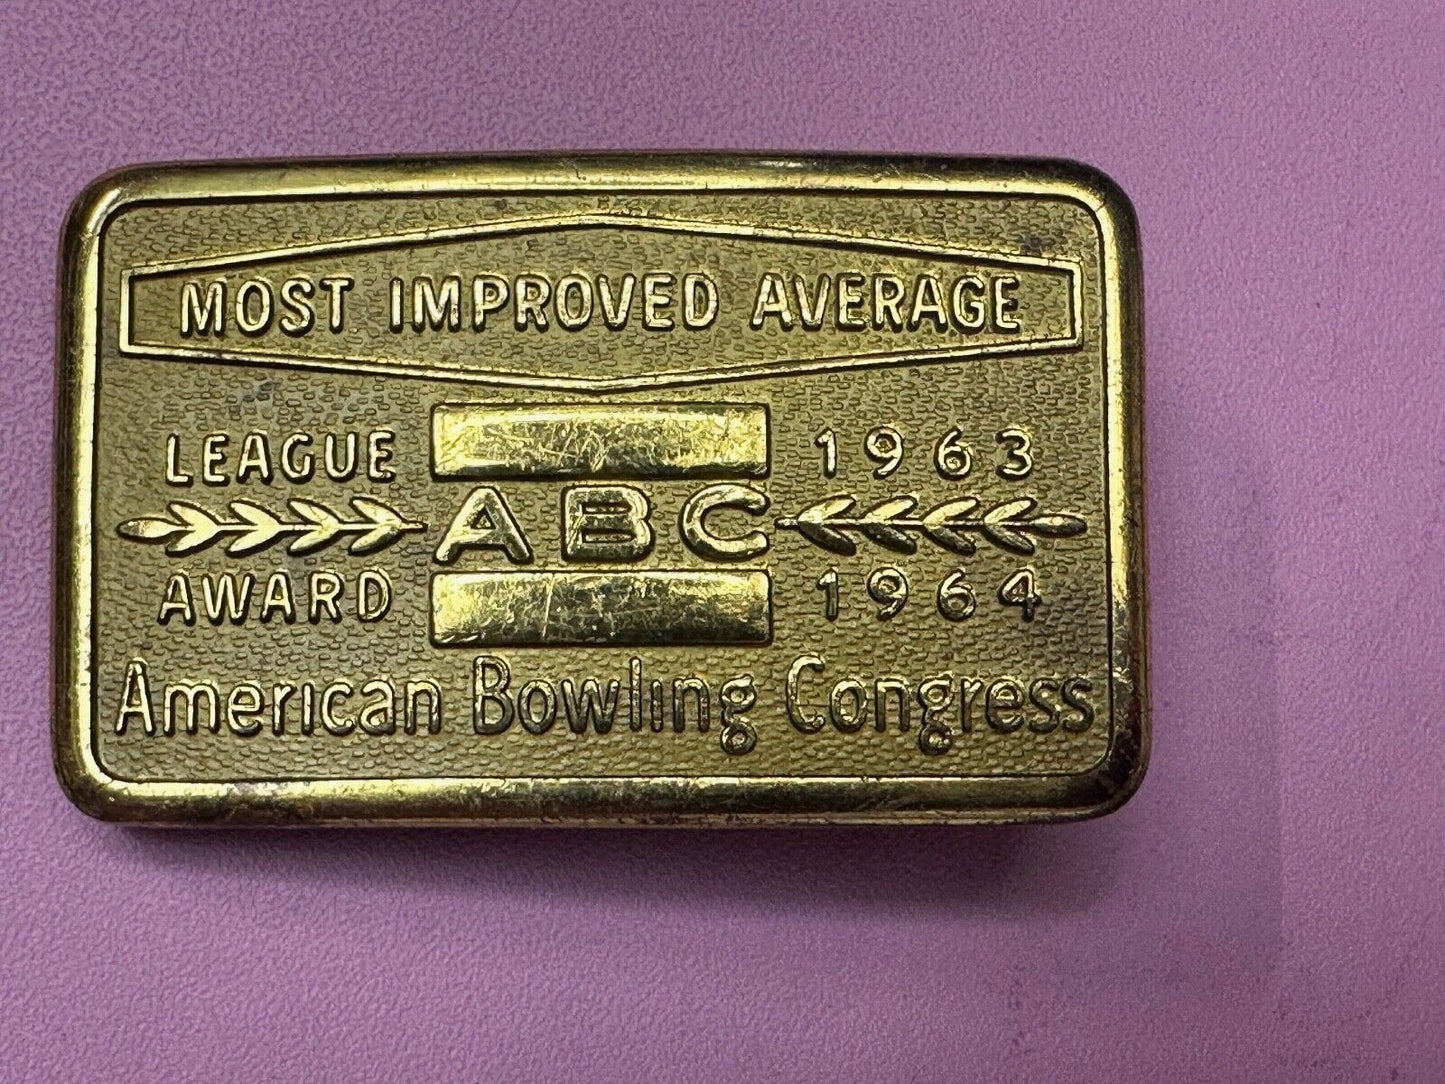 MOST IMPROVED AVERAGE
LEAGUE 1963
ABC
AWARD 1964
American Bowling Congress